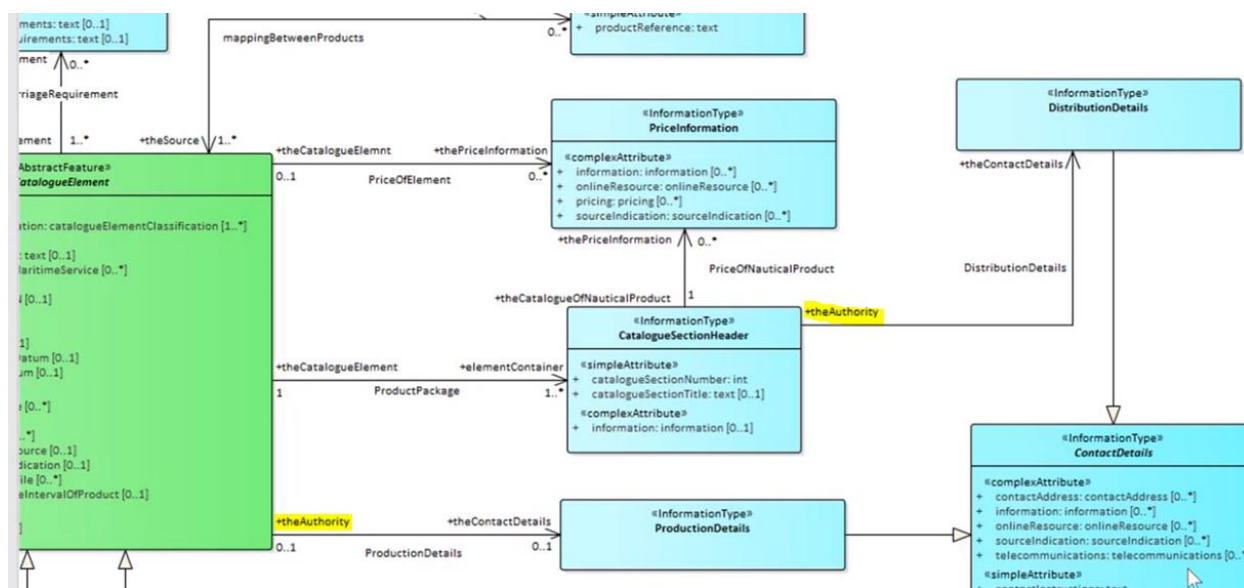 ments: text [0..1]
uirements: text [0..1]
ment
0..*
rriageRequirement
ement
1..*
mappingBetweenProducts
+theSource
1..*
0..*
«simpleAttribute»
+ productReference: text
AbstractFeature»
CatalogueElement
ation: catalogueElementClassification [1..*]
: text [0..1]
MaritimeService [0..*]
N [0..1]
1]
Datum [0..1]
um [0..1]
e [0..*]
..*]
ource [0..1]
dication [0..1]
file [0..*]
eIntervalOfProduct [0..1]
]
+theCatalogueElemnt
+thePriceInformation
0..1
PriceOfElement
0..*
«InformationType»
PriceInformation
«complexAttribute»
+ information: information [0..*]
+ onlineResource: onlineResource [0..*]
+ pricing: pricing [0..*]
+ sourceIndication: sourceIndication [0..*]
+thePriceInformation
0..*
PriceOfNauticalProduct
+theCatalogueOfNauticalProduct
1
«InformationType»
CatalogueSectionHeader
«simpleAttribute»
+ catalogueSectionNumber: int
+ catalogueSectionTitle: text [0..1]
«complexAttribute»
+ information: information [0..1]
+theCatalogueElement
+elementContainer
1
ProductPackage
1..*
+theAuthority
DistributionDetails
+theContactDetails
«InformationType»
DistributionDetails
+theAuthority
+theContactDetails
0..1
ProductionDetails
0..1
«InformationType»
ProductionDetails
«InformationType»
ContactDetails
«complexAttribute»
+ contactAddress: contactAddress [0..*]
+ information: information [0..*]
+ onlineResource: onlineResource [0..*]
+ sourceIndication: sourceIndication [0..*]
+ telecommunications: telecommunications [0..*
«simpleAttribute»